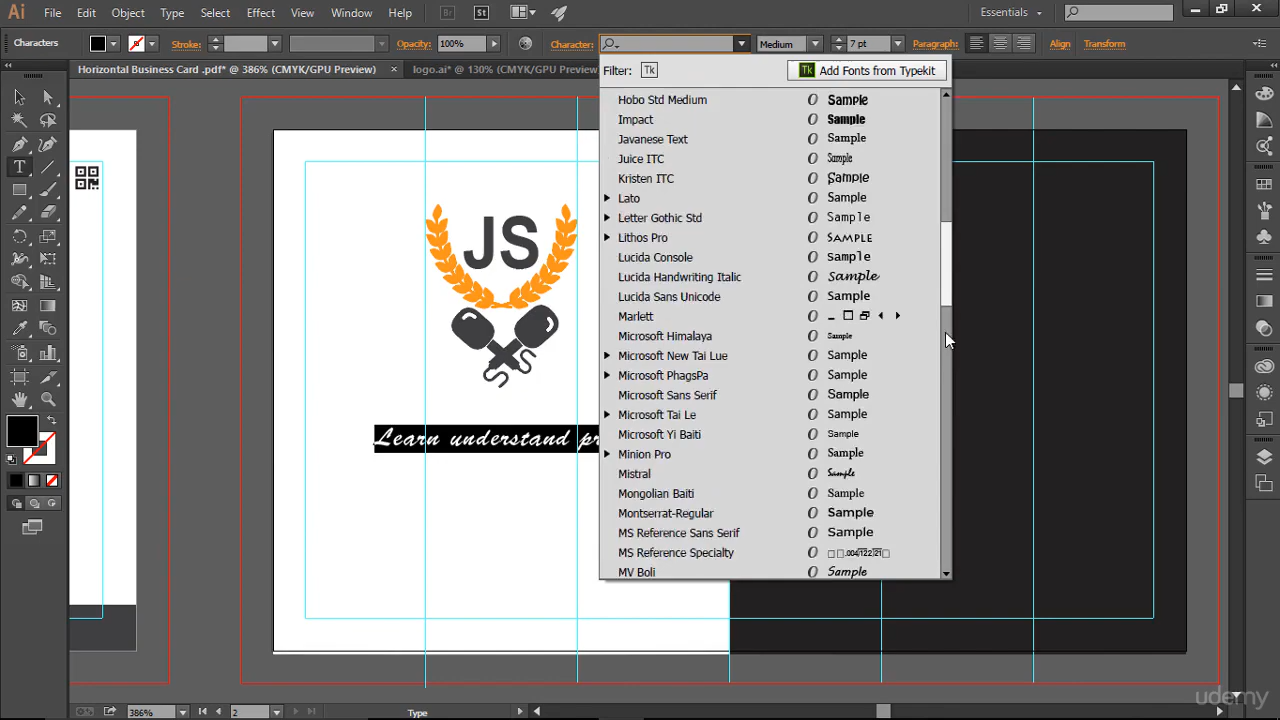 Ai File Edit Object Type Select Effect View Window Help Br St Essentials
Characters Stroke: Opacity: 100% Character: Medium 7 pt Paragraph: Align Transform
Horizontal Business Card .pdf* @ 386% (CMYK/GPU Preview) × logo.ai* @ 130% (CMYK/GPU Preview)
Filter: Tk Tk Add Fonts from Typekit
Hobo Std Medium O Sample
Impact O Sample
Javanese Text O Sample
Juice ITC O Sample
Kristen ITC O Sample
Lato O Sample
Letter Gothic Std O Sample
Lithos Pro O SAMPLE
Lucida Console O Sample
Lucida Handwriting Italic O Sample
Lucida Sans Unicode O Sample
Marlett O
Microsoft Himalaya O Sample
Microsoft New Tai Lue O Sample
Microsoft PhagsPa O Sample
Microsoft Sans Serif O Sample
Microsoft Tai Le O Sample
Microsoft Yi Baiti O Sample
Minion Pro O Sample
Mistral O Sample
Mongolian Baiti O Sample
Montserrat-Regular O Sample
MS Reference Sans Serif O Sample
MS Reference Specialty O
MV Boli O Sample
JS
Learn understand pr
386% 2 Type
udemy